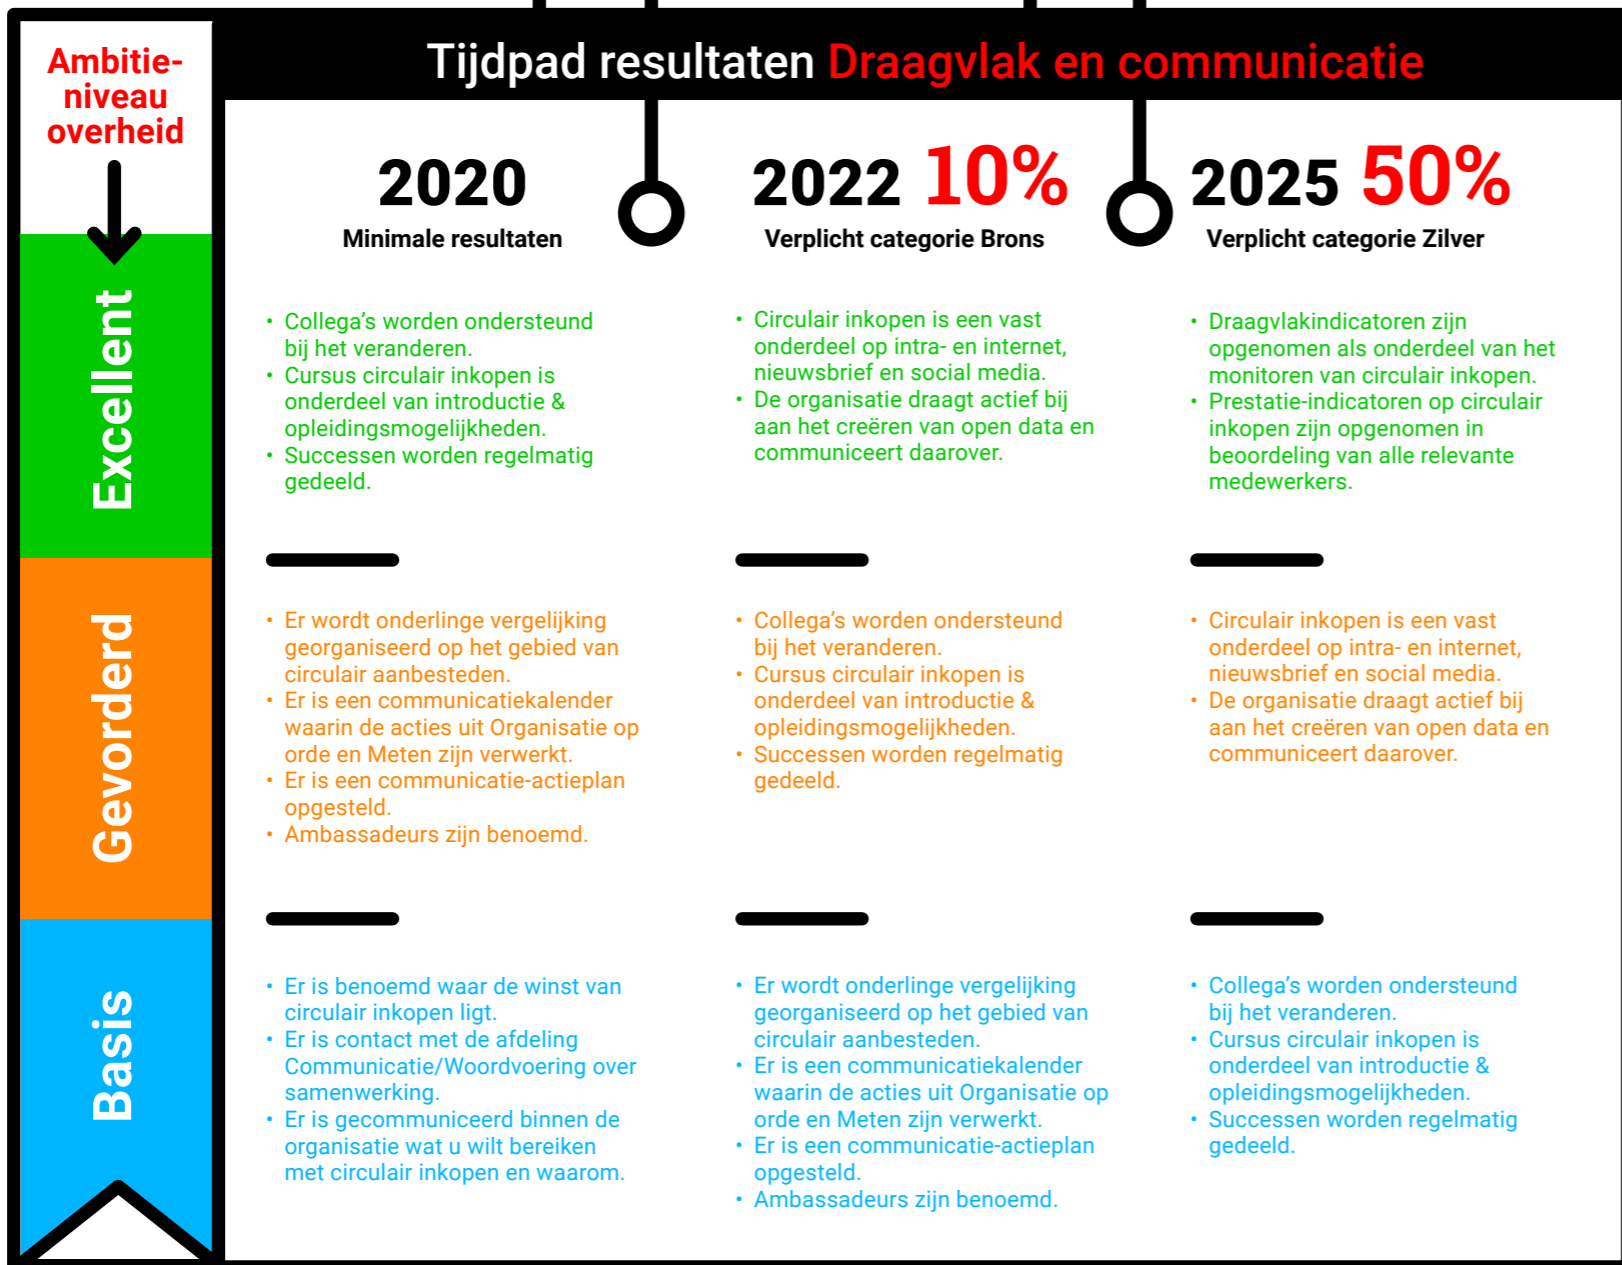 Ambitie-
niveau
overheid
Tijdpad resultaten Draagvlak en communicatie
2020
Minimale resultaten
2022 10%
Verplicht categorie Brons
2025 50%
Verplicht categorie Zilver
Excellent
• Collega's worden ondersteund
bij het veranderen.
• Cursus circulair inkopen is
onderdeel van introductie &
opleidingsmogelijkheden.
• Successen worden regelmatig
gedeeld.
• Circulair inkopen is een vast
onderdeel op intra- en internet,
nieuwsbrief en social media.
• De organisatie draagt actief bij
aan het creëren van open data en
communiceert daarover.
• Draagvlakindicatoren zijn
opgenomen als onderdeel van het
monitoren van circulair inkopen.
• Prestatie-indicatoren op circulair
inkopen zijn opgenomen in
beoordeling van alle relevante
medewerkers.
Gevorderd
• Er wordt onderlinge vergelijking
georganiseerd op het gebied van
circulair aanbesteden.
• Er is een communicatiekalender
waarin de acties uit Organisatie op
orde en Meten zijn verwerkt.
• Er is een communicatie-actieplan
opgesteld.
• Ambassadeurs zijn benoemd.
• Collega's worden ondersteund
bij het veranderen.
• Cursus circulair inkopen is
onderdeel van introductie &
opleidingsmogelijkheden.
• Successen worden regelmatig
gedeeld.
• Circulair inkopen is een vast
onderdeel op intra- en internet,
nieuwsbrief en social media.
• De organisatie draagt actief bij
aan het creëren van open data en
communiceert daarover.
Basis
• Er is benoemd waar de winst van
circulair inkopen ligt.
• Er is contact met de afdeling
Communicatie/Woordvoering over
samenwerking.
• Er is gecommuniceerd binnen de
organisatie wat u wilt bereiken
met circulair inkopen en waarom.
• Er wordt onderlinge vergelijking
georganiseerd op het gebied van
circulair aanbesteden.
• Er is een communicatiekalender
waarin de acties uit Organisatie op
orde en Meten zijn verwerkt.
• Er is een communicatie-actieplan
opgesteld.
• Ambassadeurs zijn benoemd.
• Collega's worden ondersteund
bij het veranderen.
• Cursus circulair inkopen is
onderdeel van introductie &
opleidingsmogelijkheden.
• Successen worden regelmatig
gedeeld.